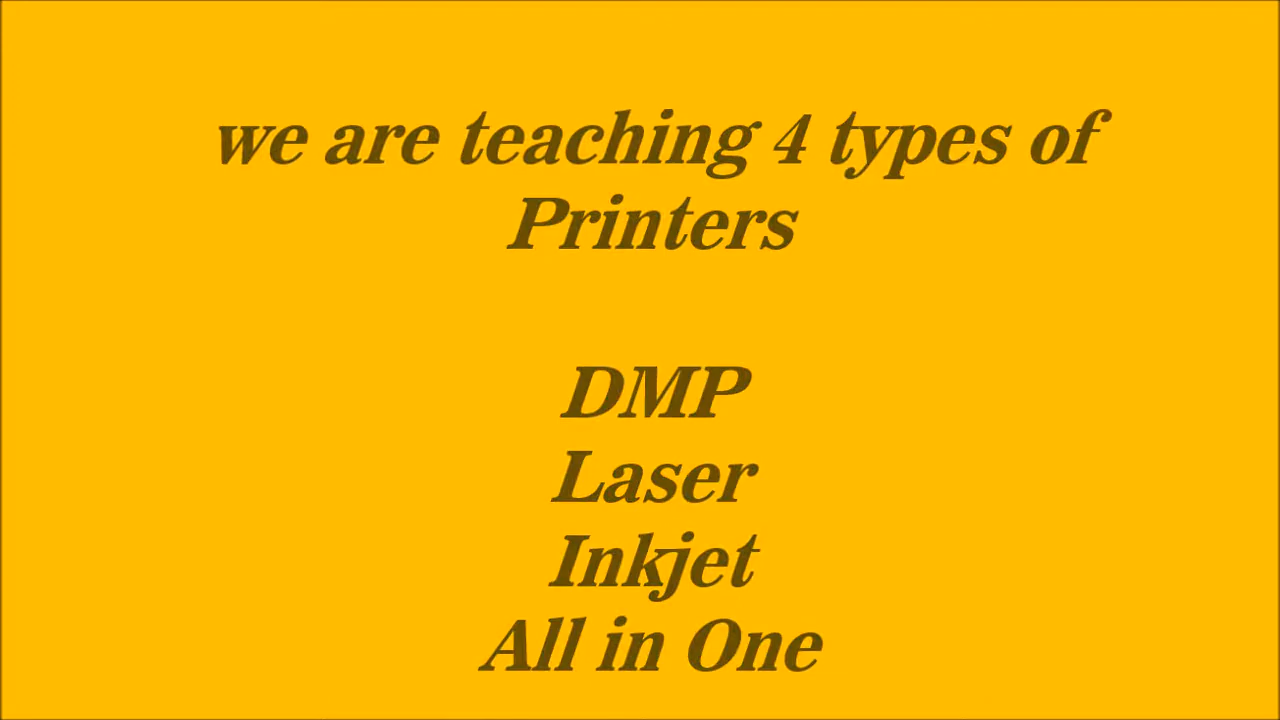 we are teaching 4 types of
Printers
DMP
Laser
Inkjet
All in One